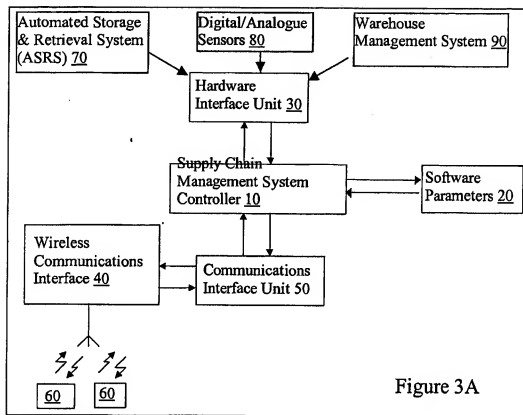 Automated Storage
& Retrieval System
(ASRS) 70
Digital/Analogue
Sensors 80
Warehouse
Management System 90
Hardware
Interface Unit 30
Supply Chain
Management System
Controller 10
Software
Parameters 20
Wireless
Communications
Interface 40
Communications
Interface Unit 50
60
60
Figure 3A